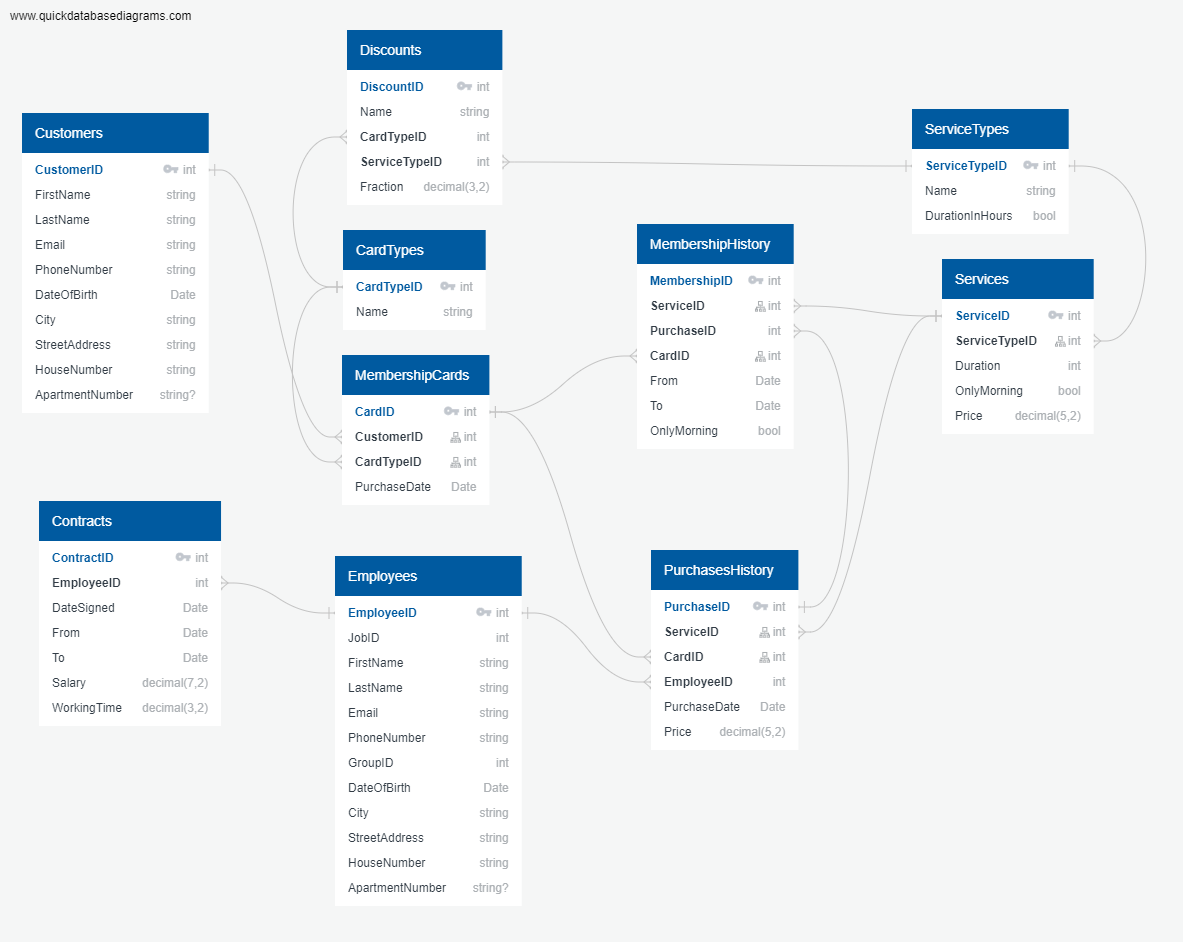 www.quickdatabasediagrams.com
Discounts
DiscountID int
Name string
CardTypeID int
ServiceTypeID int
Fraction decimal(3,2)
Customers
CustomerID int
FirstName string
LastName string
Email string
PhoneNumber string
DateOfBirth Date
City string
StreetAddress string
HouseNumber string
ApartmentNumber string?
ServiceTypes
ServiceTypeID int
Name string
DurationInHours bool
CardTypes
CardTypeID int
Name string
MembershipHistory
MembershipID int
ServiceID int
PurchaseID int
CardID int
From Date
To Date
OnlyMorning bool
Services
ServiceID int
ServiceTypeID int
Duration int
OnlyMorning bool
Price decimal(5,2)
MembershipCards
CardID int
CustomerID int
CardTypeID int
PurchaseDate Date
Contracts
ContractID int
EmployeeID int
DateSigned Date
From Date
To Date
Salary decimal(7,2)
WorkingTime decimal(3,2)
Employees
EmployeeID int
JobID int
FirstName string
LastName string
Email string
PhoneNumber string
GroupID int
DateOfBirth Date
City string
StreetAddress string
HouseNumber string
ApartmentNumber string?
PurchasesHistory
PurchaseID int
ServiceID int
CardID int
EmployeeID int
PurchaseDate Date
Price decimal(5,2)